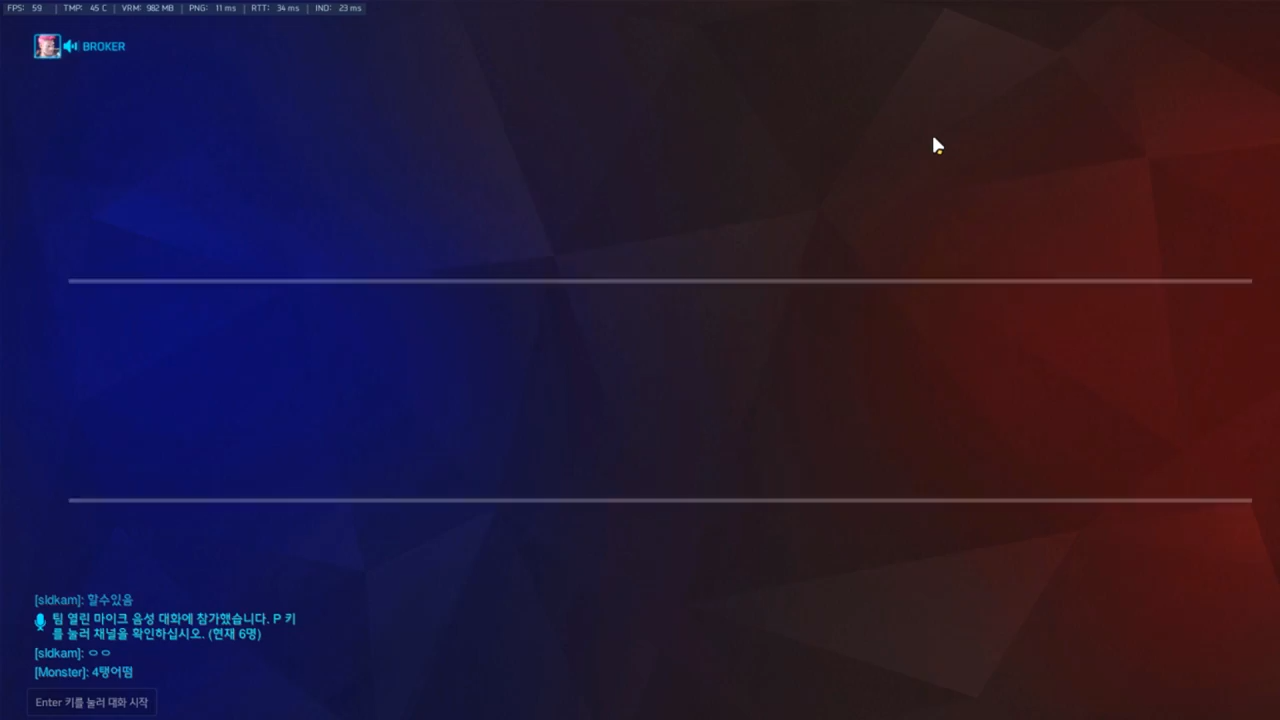 FPS: 59 | TMP: 45 C | VRM: 982 MB | PNG: 11 ms | RTT: 34 ms | IND: 23 ms
BROKER
[sldkam]: 할수있음
팀 열린 마이크 음성 대화에 참가했습니다. P 키
를 눌러 채널을 확인하십시오. (현재 6명)
[sldkam]: ㅇㅇ
[Monster]: 4탱어떰
Enter 키를 눌러 대화 시작